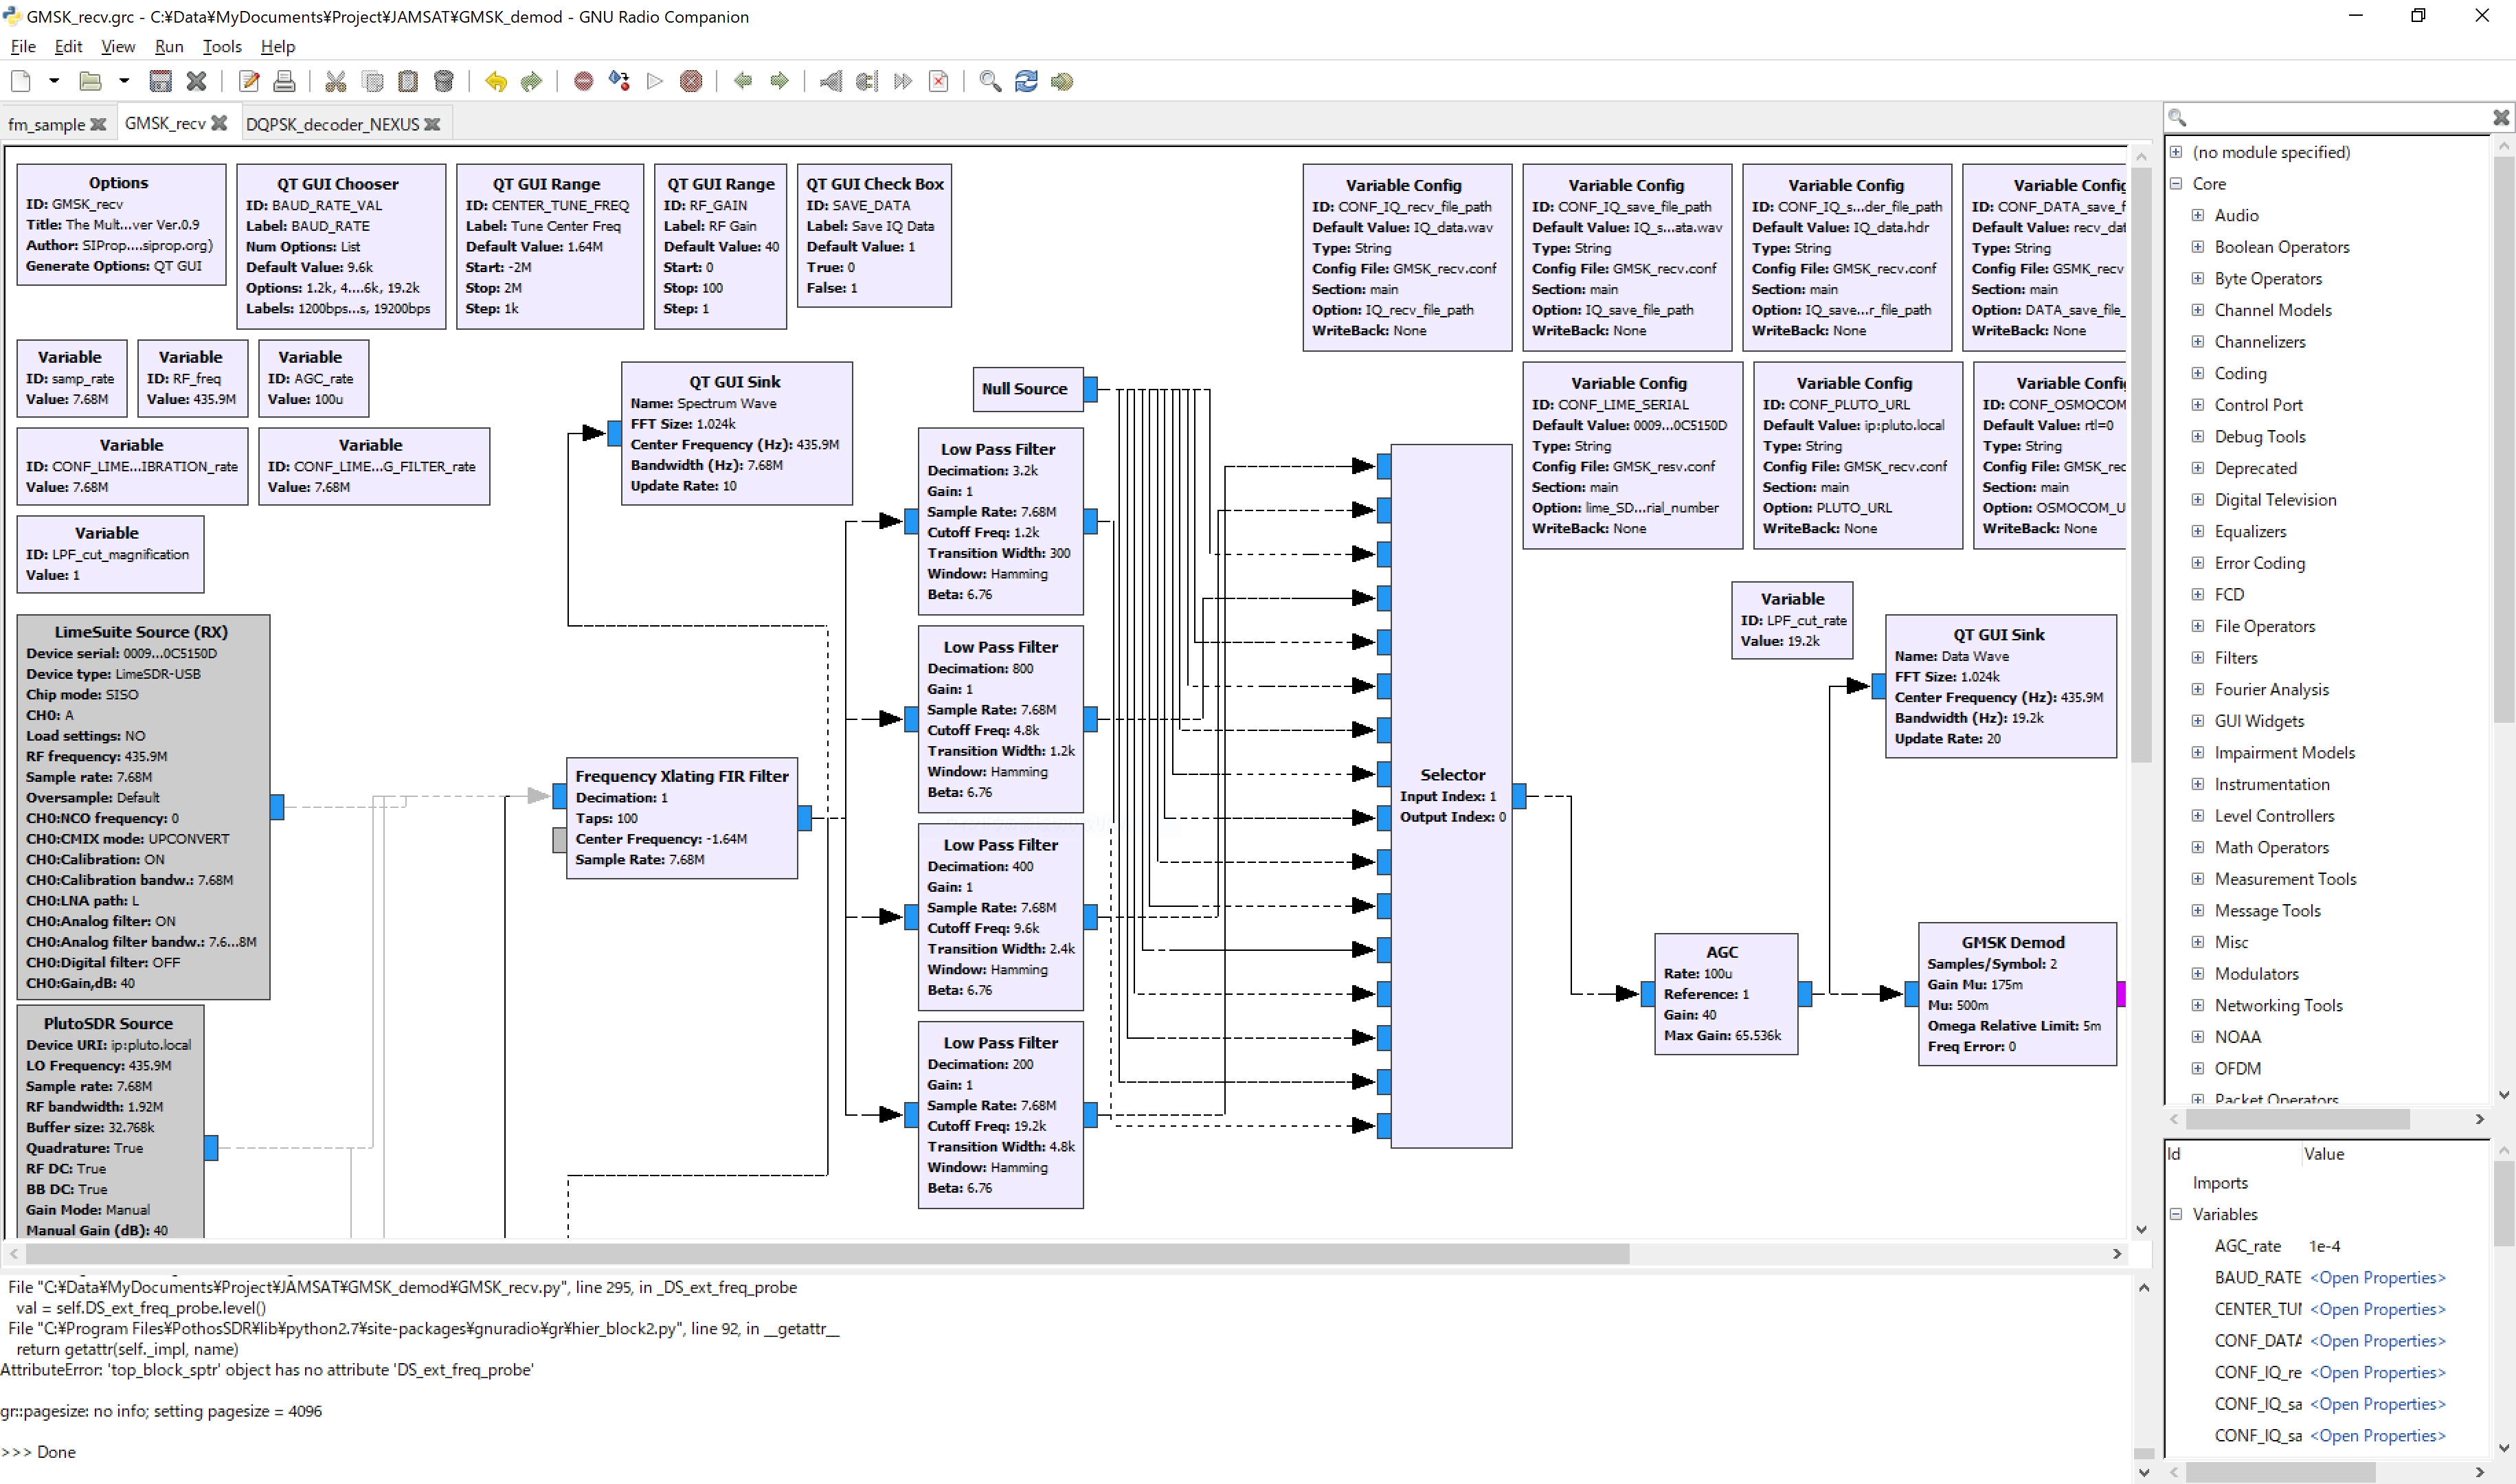 GMSK_recv.grc - C:¥Data¥MyDocuments¥Project¥JAMSAT¥GMSK_demod - GNU Radio Companion
File Edit View Run Tools Help
fm_sample GMSK_recv DQPSK_decoder_NEXUS
Options
ID: GMSK_recv
Title: The Mult...ver Ver.0.9
Author: SIProp....siprop.org)
Generate Options: QT GUI
QT GUI Chooser
ID: BAUD_RATE_VAL
Label: BAUD_RATE
Num Options: List
Default Value: 9.6k
Options: 1.2k, 4....6k, 19.2k
Labels: 1200bps...s, 19200bps
QT GUI Range
ID: CENTER_TUNE_FREQ
Label: Tune Center Freq
Default Value: 1.64M
Start: -2M
Stop: 2M
Step: 1k
QT GUI Range
ID: RF_GAIN
Label: RF Gain
Default Value: 40
Start: 0
Stop: 100
Step: 1
QT GUI Check Box
ID: SAVE_DATA
Label: Save IQ Data
Default Value: 1
True: 0
False: 1
Variable Config
ID: CONF_IQ_recv_file_path
Default Value: IQ_data.wav
Type: String
Config File: GMSK_recv.conf
Section: main
Option: IQ_recv_file_path
WriteBack: None
Variable Config
ID: CONF_IQ_save_file_path
Default Value: IQ_s...ata.wav
Type: String
Config File: GMSK_recv.conf
Section: main
Option: IQ_save_file_path
WriteBack: None
Variable Config
ID: CONF_IQ_s...der_file_path
Default Value: IQ_data.hdr
Type: String
Config File: GMSK_recv.conf
Section: main
Option: IQ_save...r_file_path
WriteBack: None
Variable Config
ID: CONF_DATA_save_f
Default Value: recv_dat
Type: String
Config File: GSMK_recv
Section: main
Option: DATA_save_file_
WriteBack: None
Variable
ID: samp_rate
Value: 7.68M
Variable
ID: RF_freq
Value: 435.9M
Variable
ID: AGC_rate
Value: 100u
Variable
ID: CONF_LIME...IBRATION_rate
Value: 7.68M
Variable
ID: CONF_LIME...G_FILTER_rate
Value: 7.68M
Variable
ID: LPF_cut_magnification
Value: 1
QT GUI Sink
Name: Spectrum Wave
FFT Size: 1.024k
Center Frequency (Hz): 435.9M
Bandwidth (Hz): 7.68M
Update Rate: 10
Null Source
Variable Config
ID: CONF_LIME_SERIAL
Default Value: 0009...0C5150D
Type: String
Config File: GMSK_resv.conf
Section: main
Option: lime_SD...rial_number
WriteBack: None
Variable Config
ID: CONF_PLUTO_URL
Default Value: ip:pluto.local
Type: String
Config File: GMSK_recv.conf
Section: main
Option: PLUTO_URL
WriteBack: None
Variable Config
ID: CONF_OSMOCOM
Default Value: rtl=0
Type: String
Config File: GMSK_rec
Section: main
Option: OSMOCOM_U
WriteBack: None
Low Pass Filter
Decimation: 3.2k
Gain: 1
Sample Rate: 7.68M
Cutoff Freq: 1.2k
Transition Width: 300
Window: Hamming
Beta: 6.76
Low Pass Filter
Decimation: 800
Gain: 1
Sample Rate: 7.68M
Cutoff Freq: 4.8k
Transition Width: 1.2k
Window: Hamming
Beta: 6.76
Low Pass Filter
Decimation: 400
Gain: 1
Sample Rate: 7.68M
Cutoff Freq: 9.6k
Transition Width: 2.4k
Window: Hamming
Beta: 6.76
Low Pass Filter
Decimation: 200
Gain: 1
Sample Rate: 7.68M
Cutoff Freq: 19.2k
Transition Width: 4.8k
Window: Hamming
Beta: 6.76
LimeSuite Source (RX)
Device serial: 0009...0C5150D
Device type: LimeSDR-USB
Chip mode: SISO
CH0: A
Load settings: NO
RF frequency: 435.9M
Sample rate: 7.68M
Oversample: Default
CH0:NCO frequency: 0
CH0:CMIX mode: UPCONVERT
CH0:Calibration: ON
CH0:Calibration bandw.: 7.68M
CH0:LNA path: L
CH0:Analog filter: ON
CH0:Analog filter bandw.: 7.6...8M
CH0:Digital filter: OFF
CH0:Gain,dB: 40
PlutoSDR Source
Device URI: ip:pluto.local
LO Frequency: 435.9M
Sample rate: 7.68M
RF bandwidth: 1.92M
Buffer size: 32.768k
Quadrature: True
RF DC: True
BB DC: True
Gain Mode: Manual
Manual Gain (dB): 40
Frequency Xlating FIR Filter
Decimation: 1
Taps: 100
Center Frequency: -1.64M
Sample Rate: 7.68M
Selector
Input Index: 1
Output Index: 0
Variable
ID: LPF_cut_rate
Value: 19.2k
QT GUI Sink
Name: Data Wave
FFT Size: 1.024k
Center Frequency (Hz): 435.9M
Bandwidth (Hz): 19.2k
Update Rate: 20
AGC
Rate: 100u
Reference: 1
Gain: 40
Max Gain: 65.536k
GMSK Demod
Samples/Symbol: 2
Gain Mu: 175m
Mu: 500m
Omega Relative Limit: 5m
Freq Error: 0
(no module specified)
Core
Audio
Boolean Operators
Byte Operators
Channel Models
Channelizers
Coding
Control Port
Debug Tools
Deprecated
Digital Television
Equalizers
Error Coding
FCD
File Operators
Filters
Fourier Analysis
GUI Widgets
Impairment Models
Instrumentation
Level Controllers
Math Operators
Measurement Tools
Message Tools
Misc
Modulators
Networking Tools
NOAA
OFDM
Packet Operators
Id Value
Imports
Variables
AGC_rate 1e-4
BAUD_RATE <Open Properties>
CENTER_TUI <Open Properties>
CONF_DATA <Open Properties>
CONF_IQ_re <Open Properties>
CONF_IQ_sa <Open Properties>
CONF_IQ_sa <Open Properties>
File "C:¥Data¥MyDocuments¥Project¥JAMSAT¥GMSK_demod¥GMSK_recv.py", line 295, in _DS_ext_freq_probe
val = self.DS_ext_freq_probe.level()
File "C:¥Program Files¥PothosSDR¥lib¥python2.7¥site-packages¥gnuradio¥gr¥hier_block2.py", line 92, in __getattr__
return getattr(self._impl, name)
AttributeError: 'top_block_sptr' object has no attribute 'DS_ext_freq_probe'
gr::pagesize: no info; setting pagesize = 4096
>>> Done